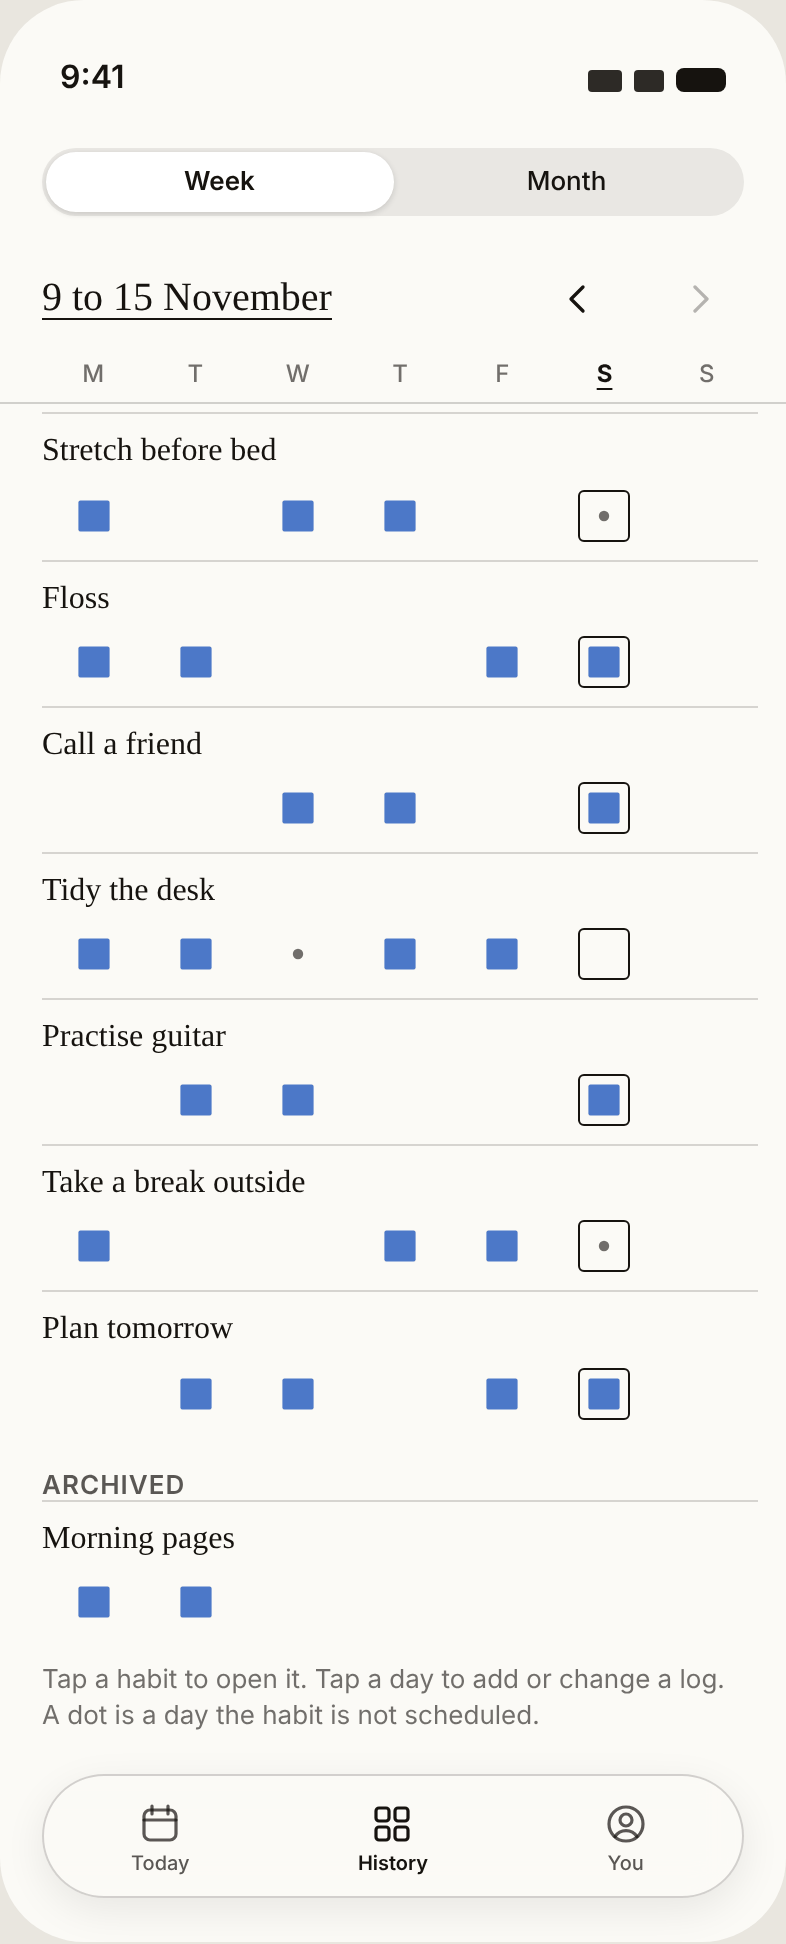 9:41
Week Month
9 to 15 November
M T W T F S S
Stretch before bed
Floss
Call a friend
Tidy the desk
Practise guitar
Take a break outside
Plan tomorrow
ARCHIVED
Morning pages
Tap a habit to open it. Tap a day to add or change a log.
A dot is a day the habit is not scheduled.
Today History You